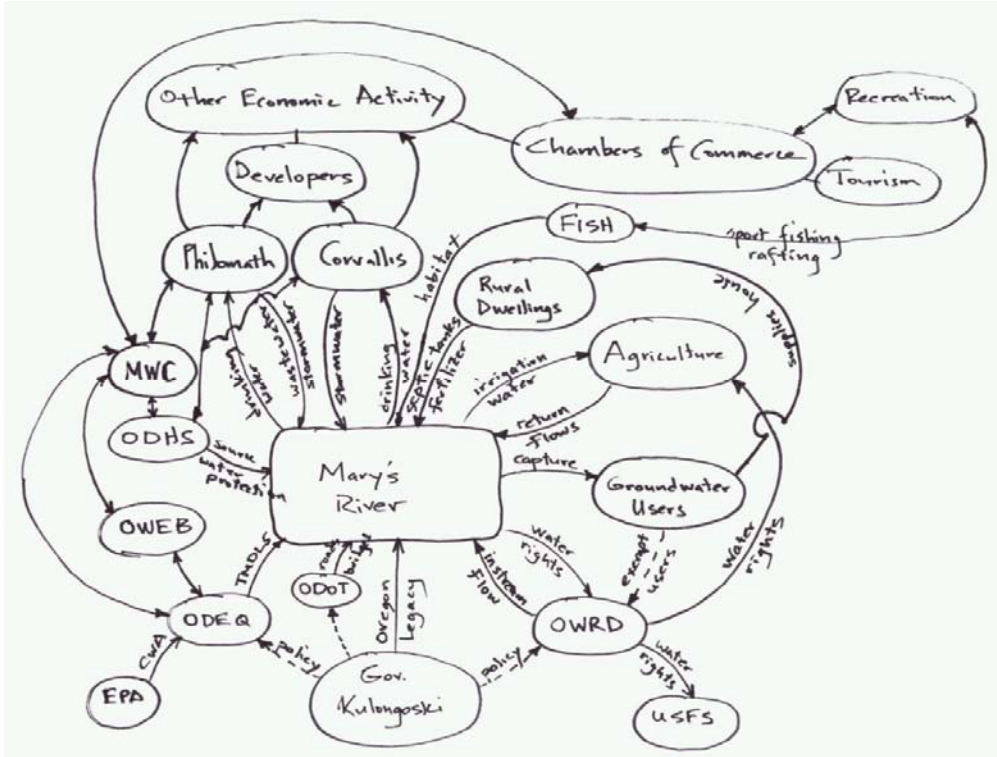 Other Economic Activity
Recreation
Chambers of Commerce
Developers
Tourism
FISH
sport fishing
rafting
Philomath
Corvallis
habitat
Rural
Dwellings
home
supplies
MWC
drinking
water
wastewater
stormwater
stormwater
drinking
water
septic tanks
fertilizer
irrigation
water
Agriculture
return
flows
ODHS
source
water
protection
Mary's
River
capture
Groundwater
Users
OWEB
TMDLS
roads
bridges
ODOT
water
rights
instream
flow
exempt
users
Water
rights
ODEQ
Oregon
Legacy
OWRD
CWA
policy
policy
EPA
Gov.
Kulongoski
water
rights
USFS